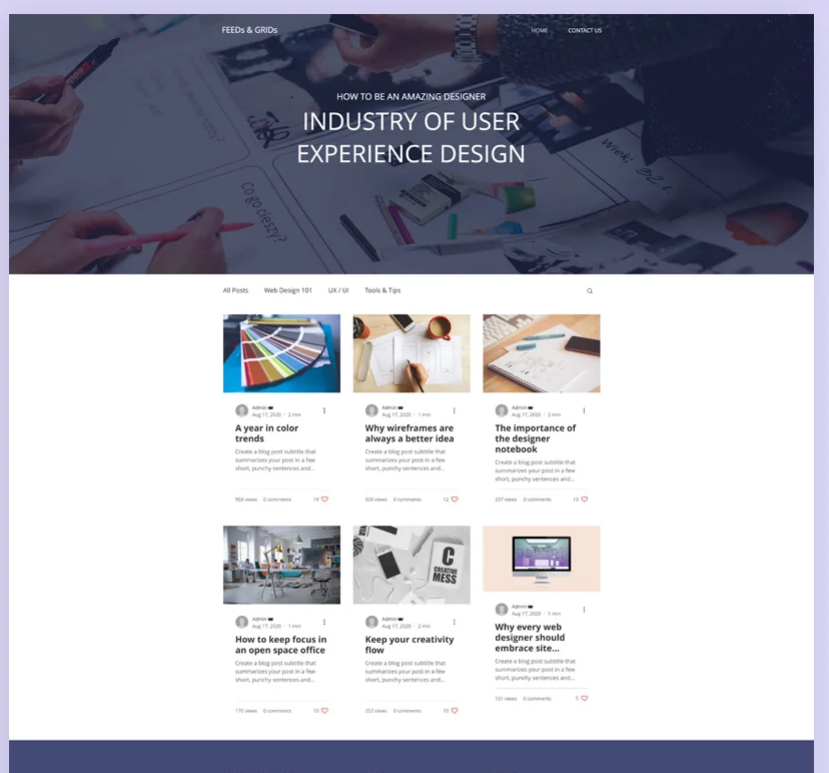 FEEDs & GRIDs
HOME
CONTACT US
HOW TO BE AN AMAZING DESIGNER
INDUSTRY OF USER
EXPERIENCE DESIGN
Co go cieszy?
All Posts
Web Design 101
UX / UI
Tools & Tips
Admin
Aug 17, 2020 · 2 min
A year in color
trends
Create a blog post subtitle that
summarizes your post in a few
short, punchy sentences and...
958 views 0 comments 19
Admin
Aug 17, 2020 · 1 min
Why wireframes are
always a better idea
Create a blog post subtitle that
summarizes your post in a few
short, punchy sentences and...
views 0 comments 12
Admin
Aug 17, 2020 · 2 min
The importance of
the designer
notebook
Create a blog post subtitle that
summarizes your post in a few
short, punchy sentences and...
237 views 0 comments 13
Admin
Aug 17, 2020 · 1 min
How to keep focus in
an open space office
Create a blog post subtitle that
summarizes your post in a few
short, punchy sentences and...
170 views 0 comments 10
C
CREATIVE
MESS
Admin
Aug 17, 2020 · 2 min
Keep your creativity
flow
Create a blog post subtitle that
summarizes your post in a few
short, punchy sentences and...
252 views 0 comments 10
Admin
Aug 17, 2020 · 1 min
Why every web
designer should
embrace site...
Create a blog post subtitle that
summarizes your post in a few
short, punchy sentences and...
151 views 0 comments 5